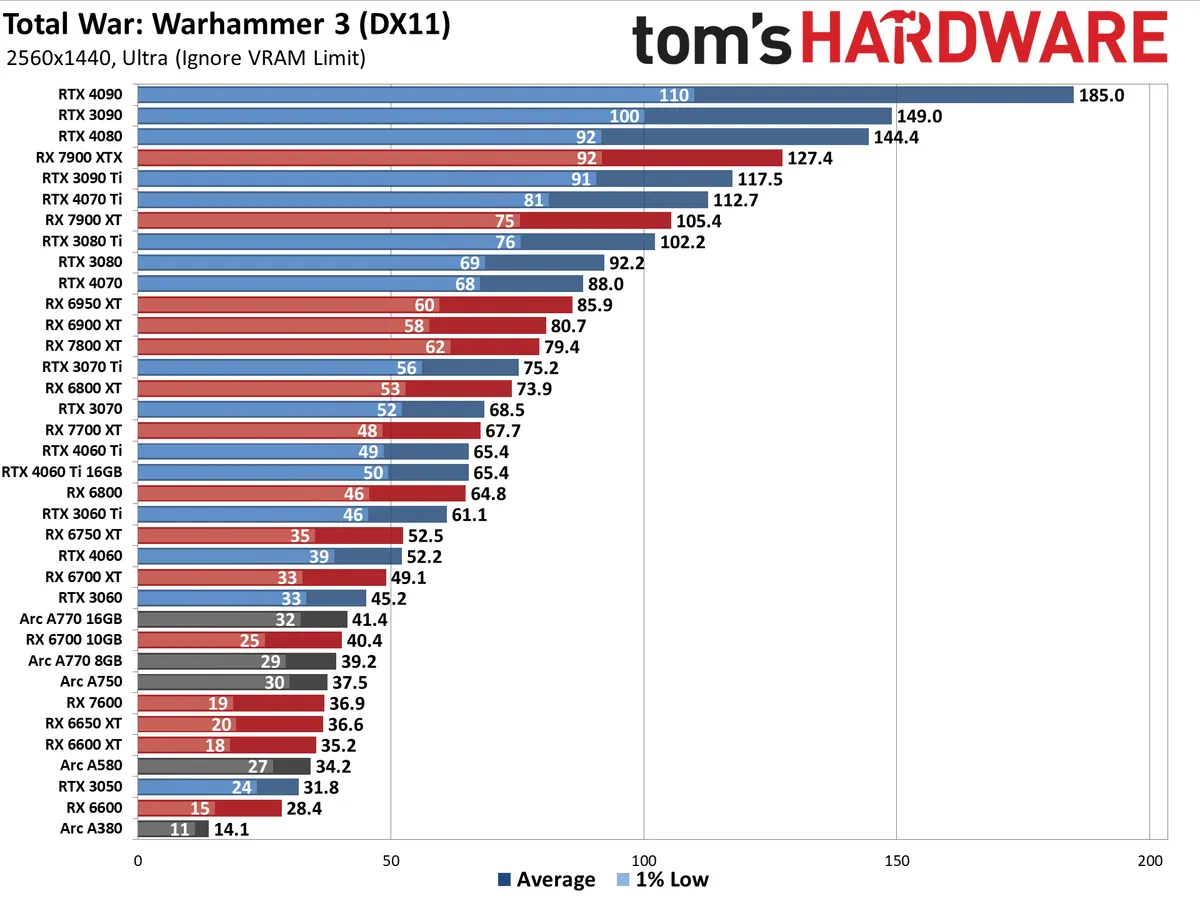 Total War: Warhammer 3 (DX11)
2560x1440, Ultra (Ignore VRAM Limit)
tom's HARDWARE
RTX 4090 110 185.0
RTX 3090 100 149.0
RTX 4080 92 144.4
RX 7900 XTX 92 127.4
RTX 3090 Ti 91 117.5
RTX 4070 Ti 81 112.7
RX 7900 XT 75 105.4
RTX 3080 Ti 76 102.2
RTX 3080 69 92.2
RTX 4070 68 88.0
RX 6950 XT 60 85.9
RX 6900 XT 58 80.7
RX 7800 XT 62 79.4
RTX 3070 Ti 56 75.2
RX 6800 XT 53 73.9
RTX 3070 52 68.5
RX 7700 XT 48 67.7
RTX 4060 Ti 49 65.4
RTX 4060 Ti 16GB 50 65.4
RX 6800 46 64.8
RTX 3060 Ti 46 61.1
RX 6750 XT 35 52.5
RTX 4060 39 52.2
RX 6700 XT 33 49.1
RTX 3060 33 45.2
Arc A770 16GB 32 41.4
RX 6700 10GB 25 40.4
Arc A770 8GB 29 39.2
Arc A750 30 37.5
RX 7600 19 36.9
RX 6650 XT 20 36.6
RX 6600 XT 18 35.2
Arc A580 27 34.2
RTX 3050 24 31.8
RX 6600 15 28.4
Arc A380 11 14.1
0 50 100 150 200
Average 1% Low